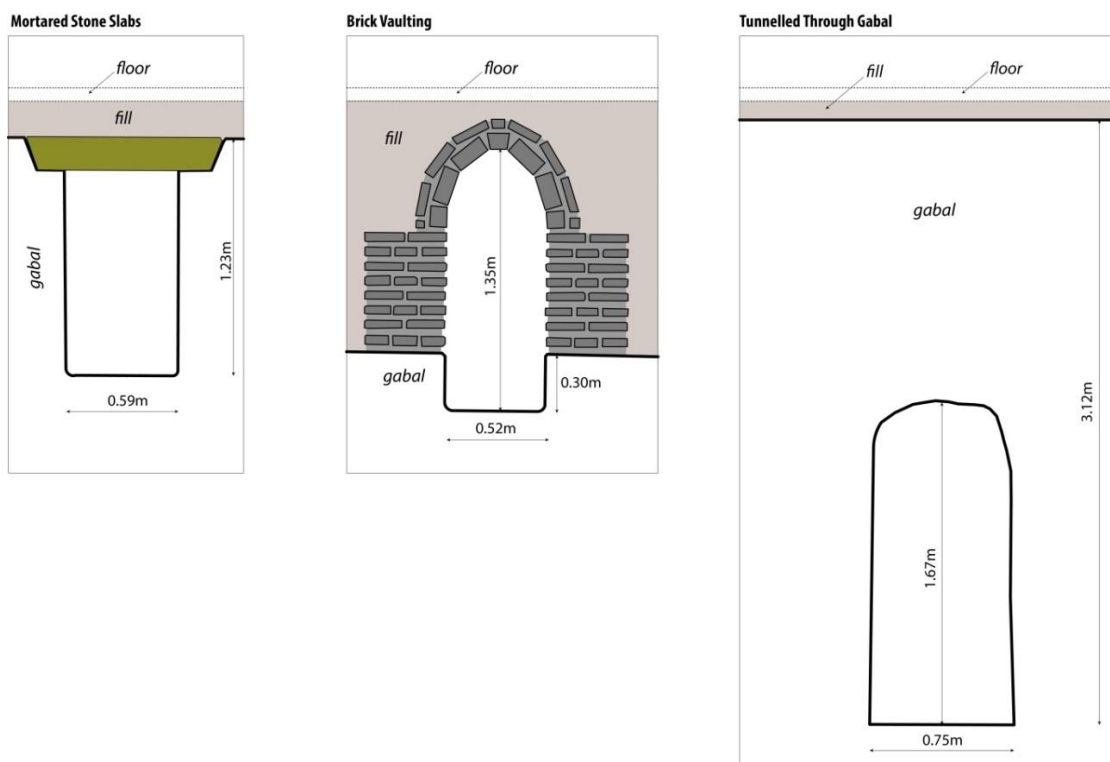 Mortared Stone Slabs
floor
fill
gabal
1.23m
0.59m
Brick Vaulting
floor
fill
1.35m
gabal
0.30m
0.52m
Tunnelled Through Gabal
fill
floor
gabal
3.12m
1.67m
0.75m